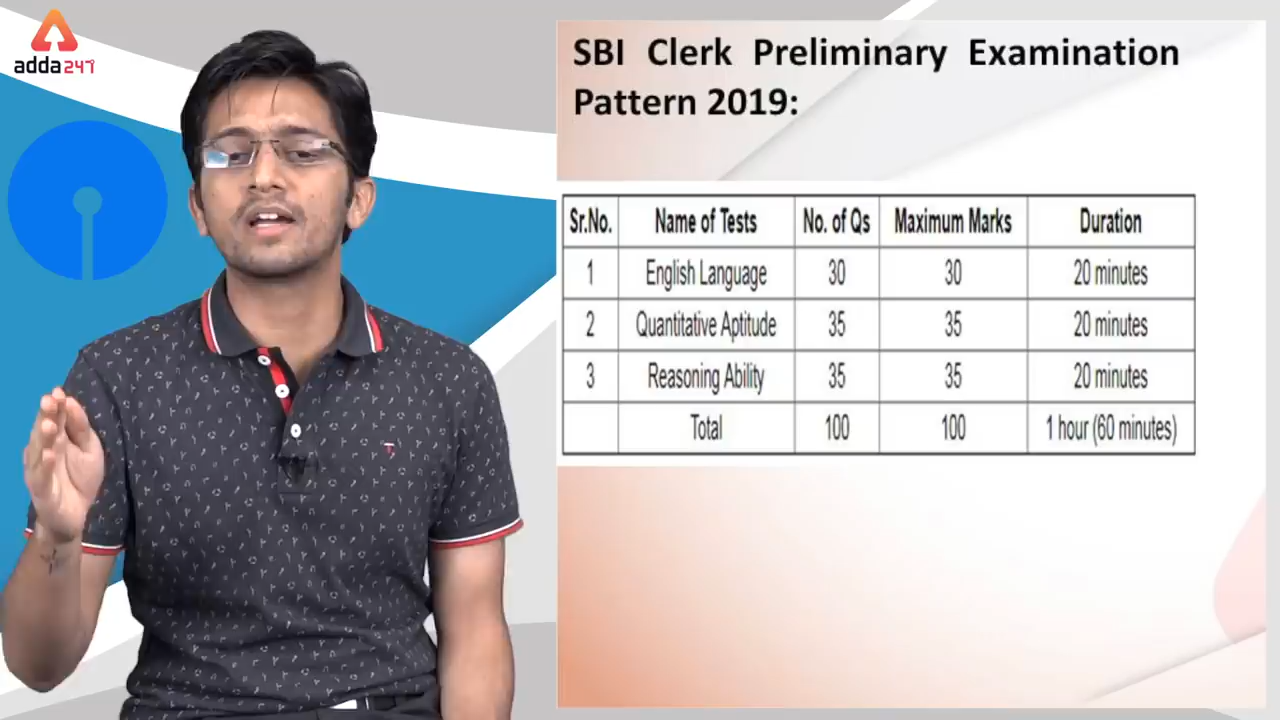 adda247
SBI Clerk Preliminary Examination
Pattern 2019:
Sr.No. Name of Tests No. of Qs Maximum Marks Duration
1 English Language 30 30 20 minutes
2 Quantitative Aptitude 35 35 20 minutes
3 Reasoning Ability 35 35 20 minutes
Total 100 100 1 hour (60 minutes)